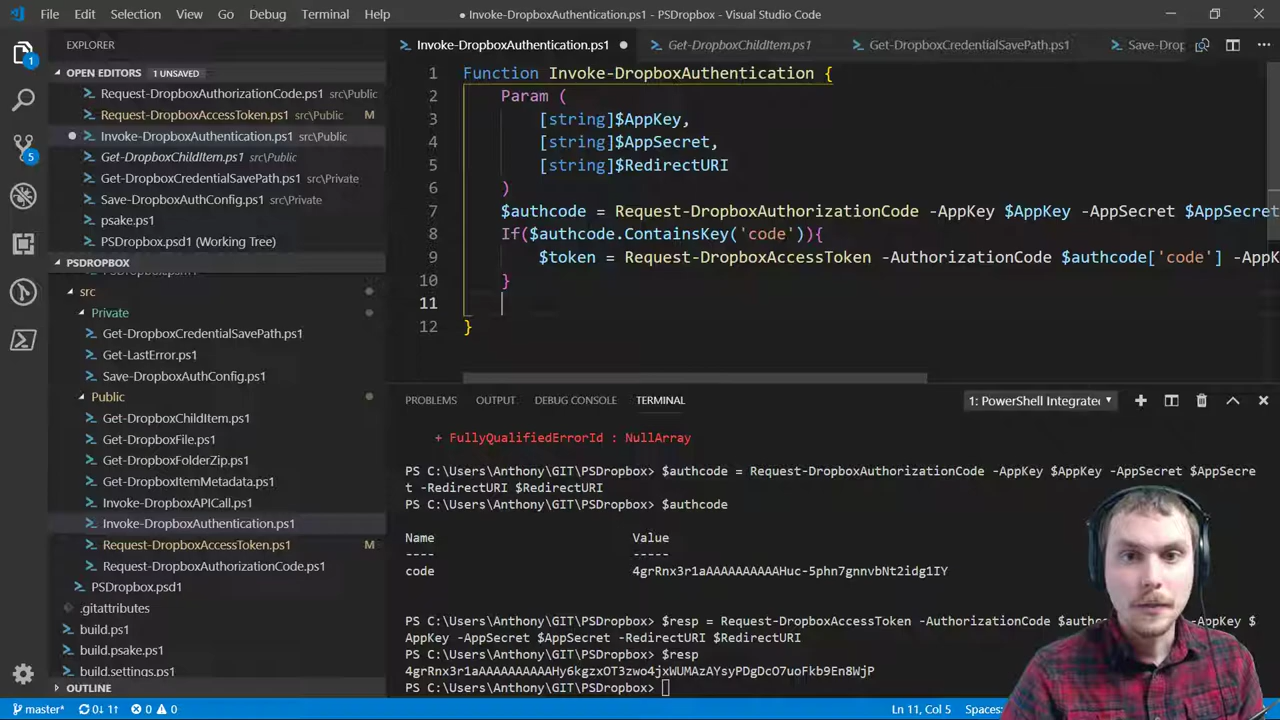 File Edit Selection View Go Debug Terminal Help
● Invoke-DropboxAuthentication.ps1 - PSDropbox - Visual Studio Code
EXPLORER
OPEN EDITORS 1 UNSAVED
Request-DropboxAuthorizationCode.ps1 src\Public
Request-DropboxAccessToken.ps1 src\Public M
Invoke-DropboxAuthentication.ps1 src\Public
Get-DropboxChildItem.ps1 src\Public
Get-DropboxCredentialSavePath.ps1 src\Private
Save-DropboxAuthConfig.ps1 src\Private
psake.ps1
PSDropbox.psd1 (Working Tree)
PSDROPBOX
src
Private
Get-DropboxCredentialSavePath.ps1
Get-LastError.ps1
Save-DropboxAuthConfig.ps1
Public
Get-DropboxChildItem.ps1
Get-DropboxFile.ps1
Get-DropboxFolderZip.ps1
Get-DropboxItemMetadata.ps1
Invoke-DropboxAPICall.ps1
Invoke-DropboxAuthentication.ps1
Request-DropboxAccessToken.ps1 M
Request-DropboxAuthorizationCode.ps1
PSDropbox.psd1
.gitattributes
build.ps1
build.psake.ps1
build.settings.ps1
OUTLINE
1
5
Invoke-DropboxAuthentication.ps1 ● Get-DropboxChildItem.ps1 Get-DropboxCredentialSavePath.ps1 Save-Drop
1 Function Invoke-DropboxAuthentication {
2 Param (
3 [string]$AppKey,
4 [string]$AppSecret,
5 [string]$RedirectURI
6 )
7 $authcode = Request-DropboxAuthorizationCode -AppKey $AppKey -AppSecret $AppSecret
8 If($authcode.ContainsKey('code')){
9 $token = Request-DropboxAccessToken -AuthorizationCode $authcode['code'] -AppK
10 }
11
12 }
PROBLEMS OUTPUT DEBUG CONSOLE TERMINAL 1: PowerShell Integrate
+ FullyQualifiedErrorId : NullArray
PS C:\Users\Anthony\GIT\PSDropbox> $authcode = Request-DropboxAuthorizationCode -AppKey $AppKey -AppSecret $AppSecre
t -RedirectURI $RedirectURI
PS C:\Users\Anthony\GIT\PSDropbox> $authcode
Name Value
---- -----
code 4grRnx3r1aAAAAAAAAAAHuc-5phn7gnnvbNt2idg1IY
PS C:\Users\Anthony\GIT\PSDropbox> $resp = Request-DropboxAccessToken -AuthorizationCode $authco -AppKey $
AppKey -AppSecret $AppSecret -RedirectURI $RedirectURI
PS C:\Users\Anthony\GIT\PSDropbox> $resp
4grRnx3r1aAAAAAAAAAAHy6kgzxOT3zwo4jxWUMAzAYsyPDgDcO7uoFkb9En8WjP
PS C:\Users\Anthony\GIT\PSDropbox>
master* 0↓ 1↑ 0 0 Ln 11, Col 5 Spaces: